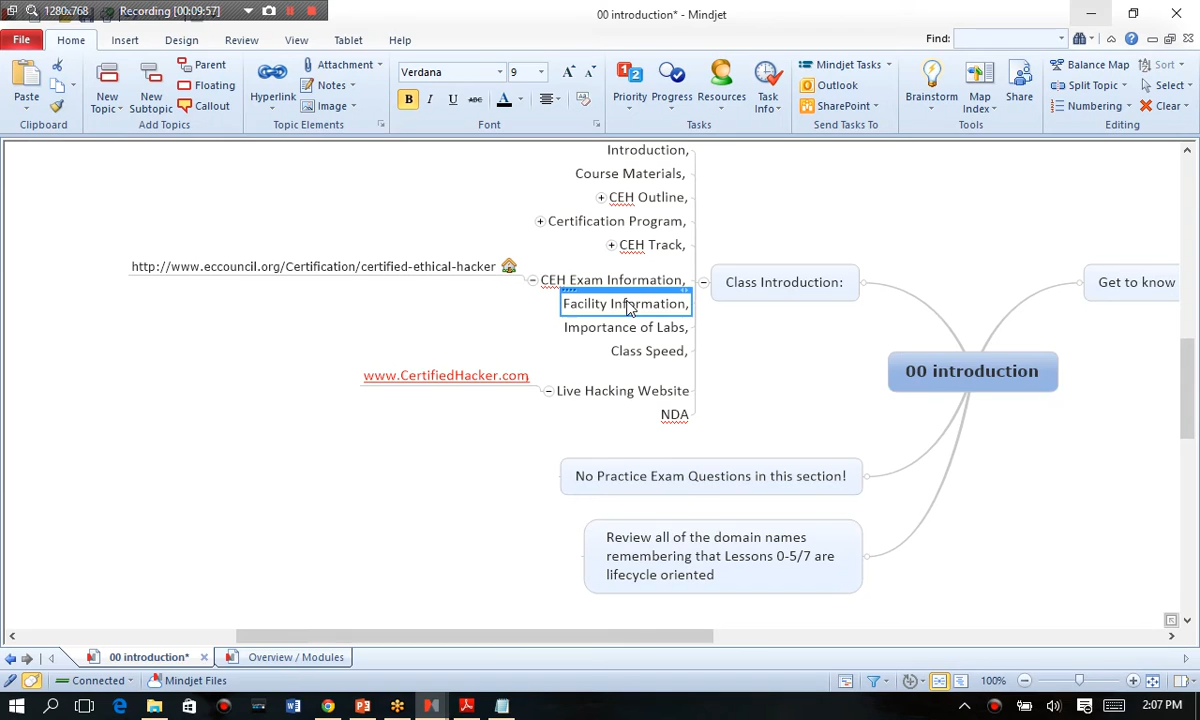 1280x768
Recording [00:09:57]
00 introduction* - Mindjet
File
Home
Insert
Design
Review
View
Tablet
Help
Find:
Paste
Clipboard
New Topic
New Subtopic
Parent
Floating
Callout
Add Topics
Hyperlink
Attachment
Notes
Image
Topic Elements
Verdana
9
B I U ABC A
Font
Priority
Progress
Resources
Task Info
Tasks
Mindjet Tasks
Outlook
SharePoint
Send Tasks To
Brainstorm
Map Index
Share
Tools
Balance Map
Split Topic
Numbering
Sort
Select
Clear
Editing
Introduction,
Course Materials,
CEH Outline,
Certification Program,
CEH Track,
http://www.eccouncil.org/Certification/certified-ethical-hacker
CEH Exam Information,
Class Introduction:
Get to know
Facility Information,
Importance of Labs,
Class Speed,
00 introduction
www.CertifiedHacker.com
Live Hacking Website
NDA
No Practice Exam Questions in this section!
Review all of the domain names
remembering that Lessons 0-5/7 are
lifecycle oriented
00 introduction*
Overview / Modules
Connected
Mindjet Files
100%
2:07 PM